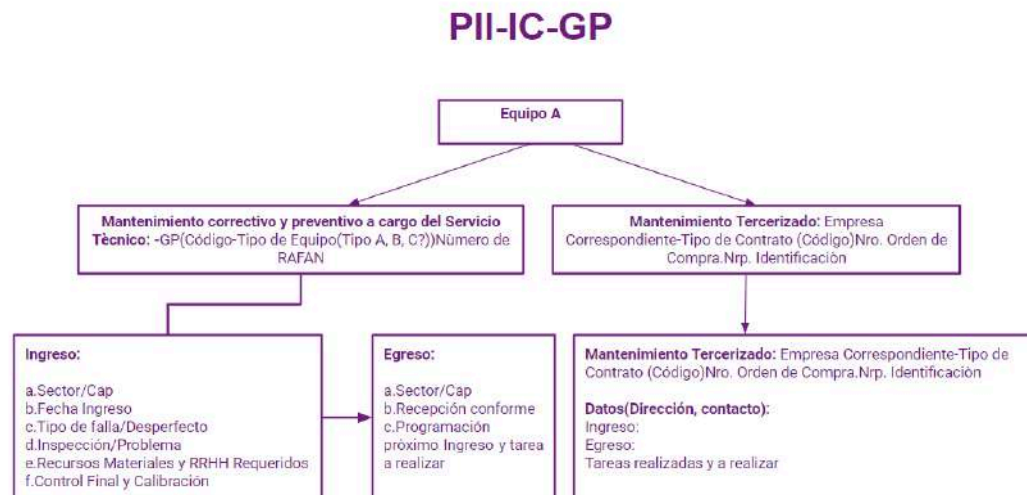 PII-IC-GP
Equipo A
Mantenimiento correctivo y preventivo a cargo del Servicio
Tècnico: -GP(Código-Tipo de Equipo(Tipo A, B, C?))Nùmero de
RAFAN
Mantenimiento Tercerizado: Empresa
Correspondiente-Tipo de Contrato (Código)Nro. Orden de
Compra.Nrp. Identificaciòn
Ingreso:
a.Sector/Cap
b.Fecha Ingreso
c.Tipo de falla/Desperfecto
d.Inspección/Problema
e.Recursos Materiales y RRHH Requeridos
f.Control Final y Calibración
Egreso:
a.Sector/Cap
b.Recepción conforme
c.Programación
próximo Ingreso y tarea
a realizar
Mantenimiento Tercerizado: Empresa Correspondiente-Tipo de
Contrato (Código)Nro. Orden de Compra.Nrp. Identificaciòn
Datos(Dirección, contacto):
Ingreso:
Egreso:
Tareas realizadas y a realizar